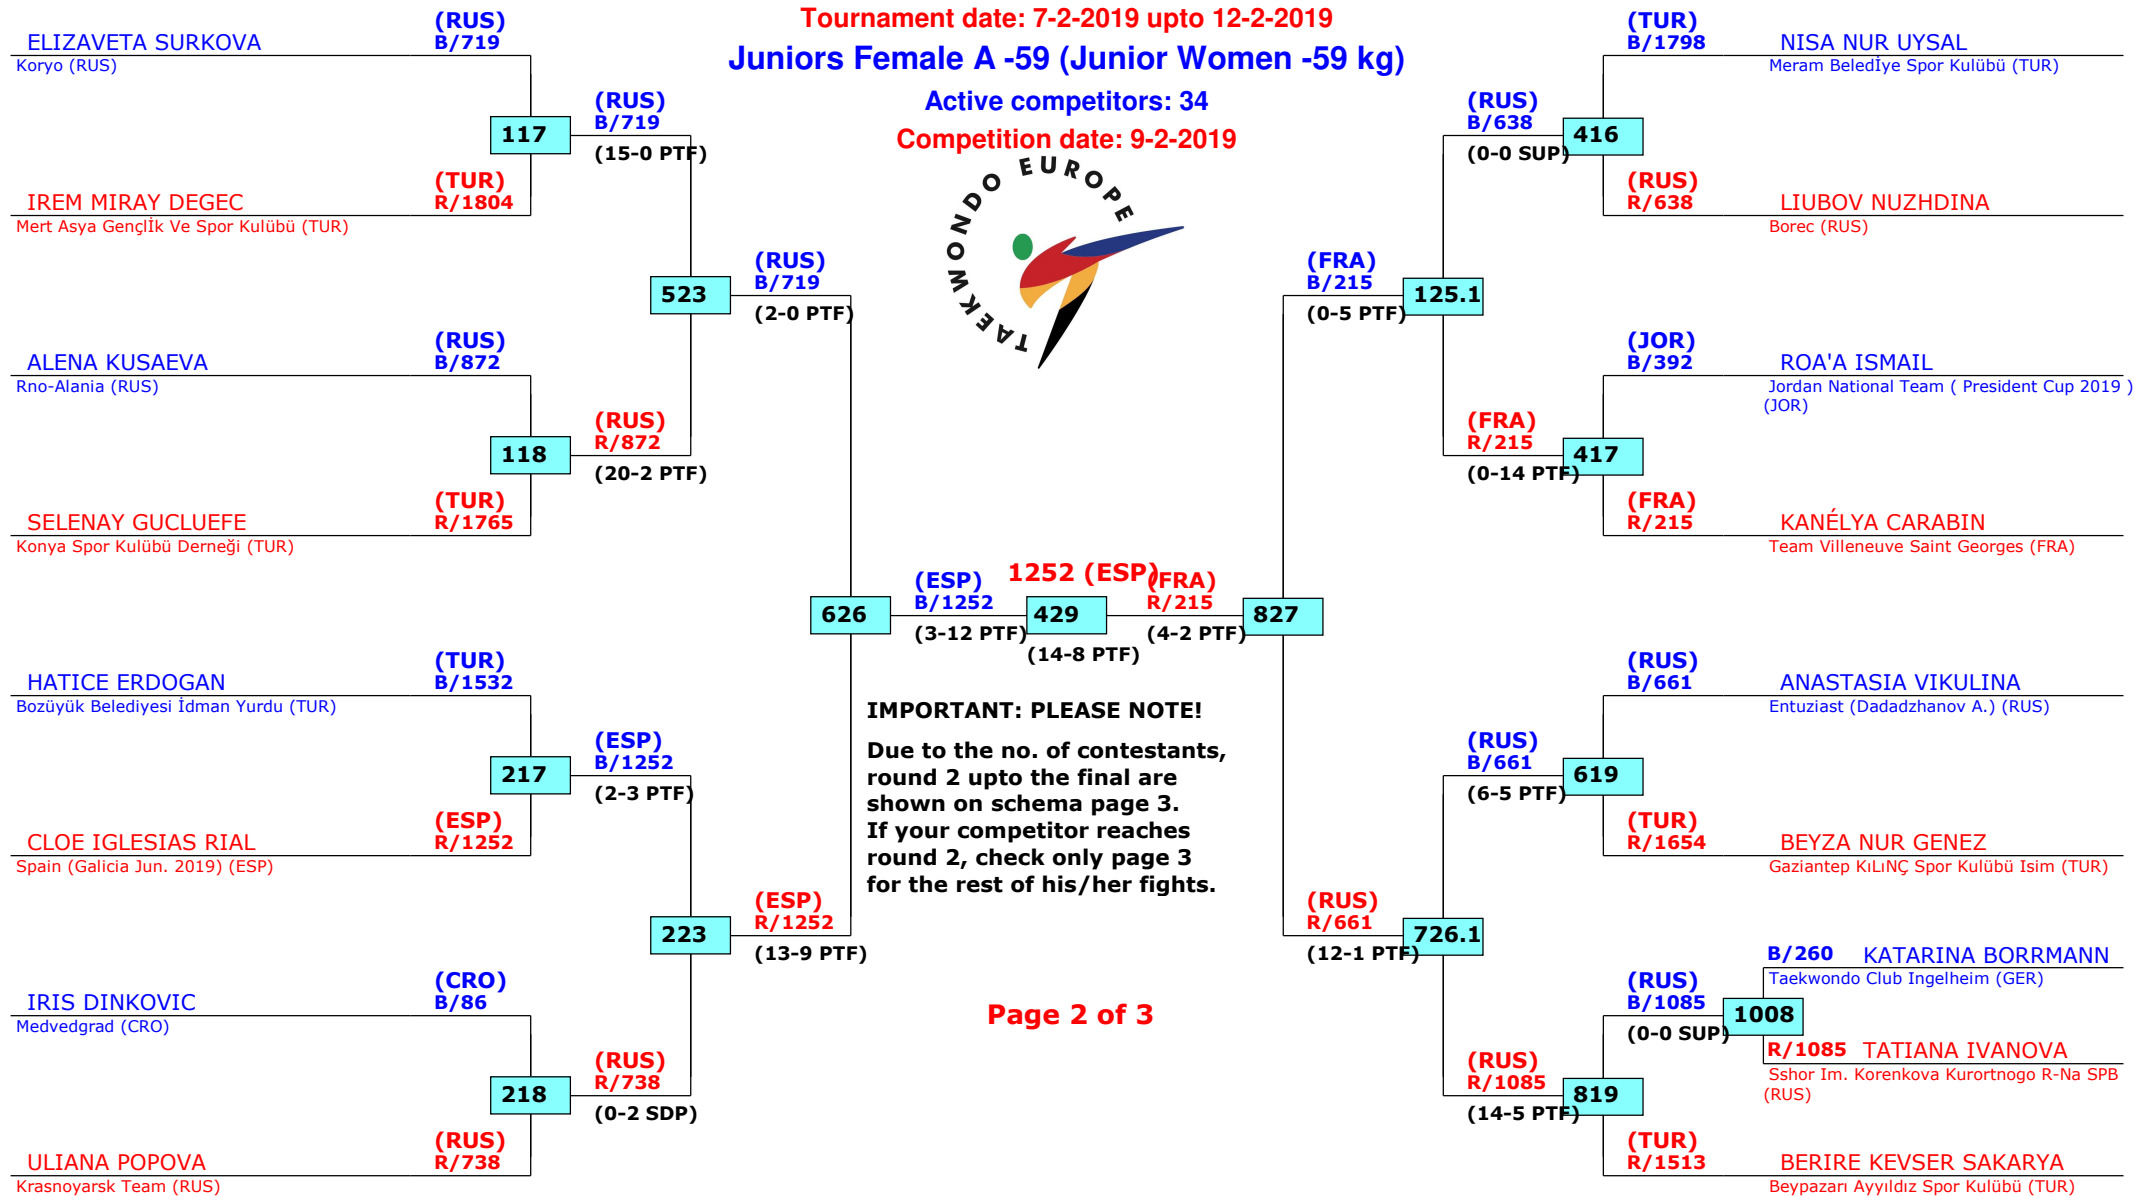 Tournament date: 7-2-2019 upto 12-2-2019
Juniors Female A -59 (Junior Women -59 kg)
Active competitors: 34
Competition date: 9-2-2019
TAEKWONDO EUROPE
(RUS)
ELIZAVETA SURKOVA B/719
Koryo (RUS)
(RUS)
B/719
117
(15-0 PTF)
(TUR)
IREM MIRAY DEGEC R/1804
Mert Asya Gençlİk Ve Spor Kulübü (TUR)
(RUS)
B/719
523
(2-0 PTF)
(RUS)
ALENA KUSAEVA B/872
Rno-Alania (RUS)
(RUS)
R/872
118
(20-2 PTF)
(TUR)
SELENAY GUCLUEFE R/1765
Konya Spor Kulübü Derneği (TUR)
626
(ESP)
B/1252
(3-12 PTF)
1252 (ESP)
429
(14-8 PTF)
(FRA)
R/215
(4-2 PTF)
827
(TUR)
HATICE ERDOGAN B/1532
Bozüyük Belediyesi İdman Yurdu (TUR)
(ESP)
B/1252
217
(2-3 PTF)
(ESP)
CLOE IGLESIAS RIAL R/1252
Spain (Galicia Jun. 2019) (ESP)
(ESP)
R/1252
223
(13-9 PTF)
(CRO)
IRIS DINKOVIC B/86
Medvedgrad (CRO)
(RUS)
R/738
218
(0-2 SDP)
(RUS)
ULIANA POPOVA R/738
Krasnoyarsk Team (RUS)
IMPORTANT: PLEASE NOTE!
Due to the no. of contestants,
round 2 upto the final are
shown on schema page 3.
If your competitor reaches
round 2, check only page 3
for the rest of his/her fights.
Page 2 of 3
(TUR)
B/1798 NISA NUR UYSAL
Meram Beledİye Spor Kulübü (TUR)
(RUS)
B/638
416
(0-0 SUP)
(RUS)
R/638 LIUBOV NUZHDINA
Borec (RUS)
(FRA)
B/215
125.1
(0-5 PTF)
(JOR)
B/392 ROA'A ISMAIL
Jordan National Team ( President Cup 2019 )
(JOR)
(FRA)
R/215
417
(0-14 PTF)
(FRA)
R/215 KANÉLYA CARABIN
Team Villeneuve Saint Georges (FRA)
(RUS)
B/661 ANASTASIA VIKULINA
Entuziast (Dadadzhanov A.) (RUS)
(RUS)
B/661
619
(6-5 PTF)
(TUR)
R/1654 BEYZA NUR GENEZ
Gaziantep KıLıNÇ Spor Kulübü Isim (TUR)
(RUS)
R/661
726.1
(12-1 PTF)
B/260 KATARINA BORRMANN
Taekwondo Club Ingelheim (GER)
(RUS)
B/1085
1008
(0-0 SUP)
R/1085 TATIANA IVANOVA
Sshor Im. Korenkova Kurortnogo R-Na SPB
(RUS)
(RUS)
R/1085
819
(14-5 PTF)
(TUR)
R/1513 BERIRE KEVSER SAKARYA
Beypazarı Ayyıldız Spor Kulübü (TUR)